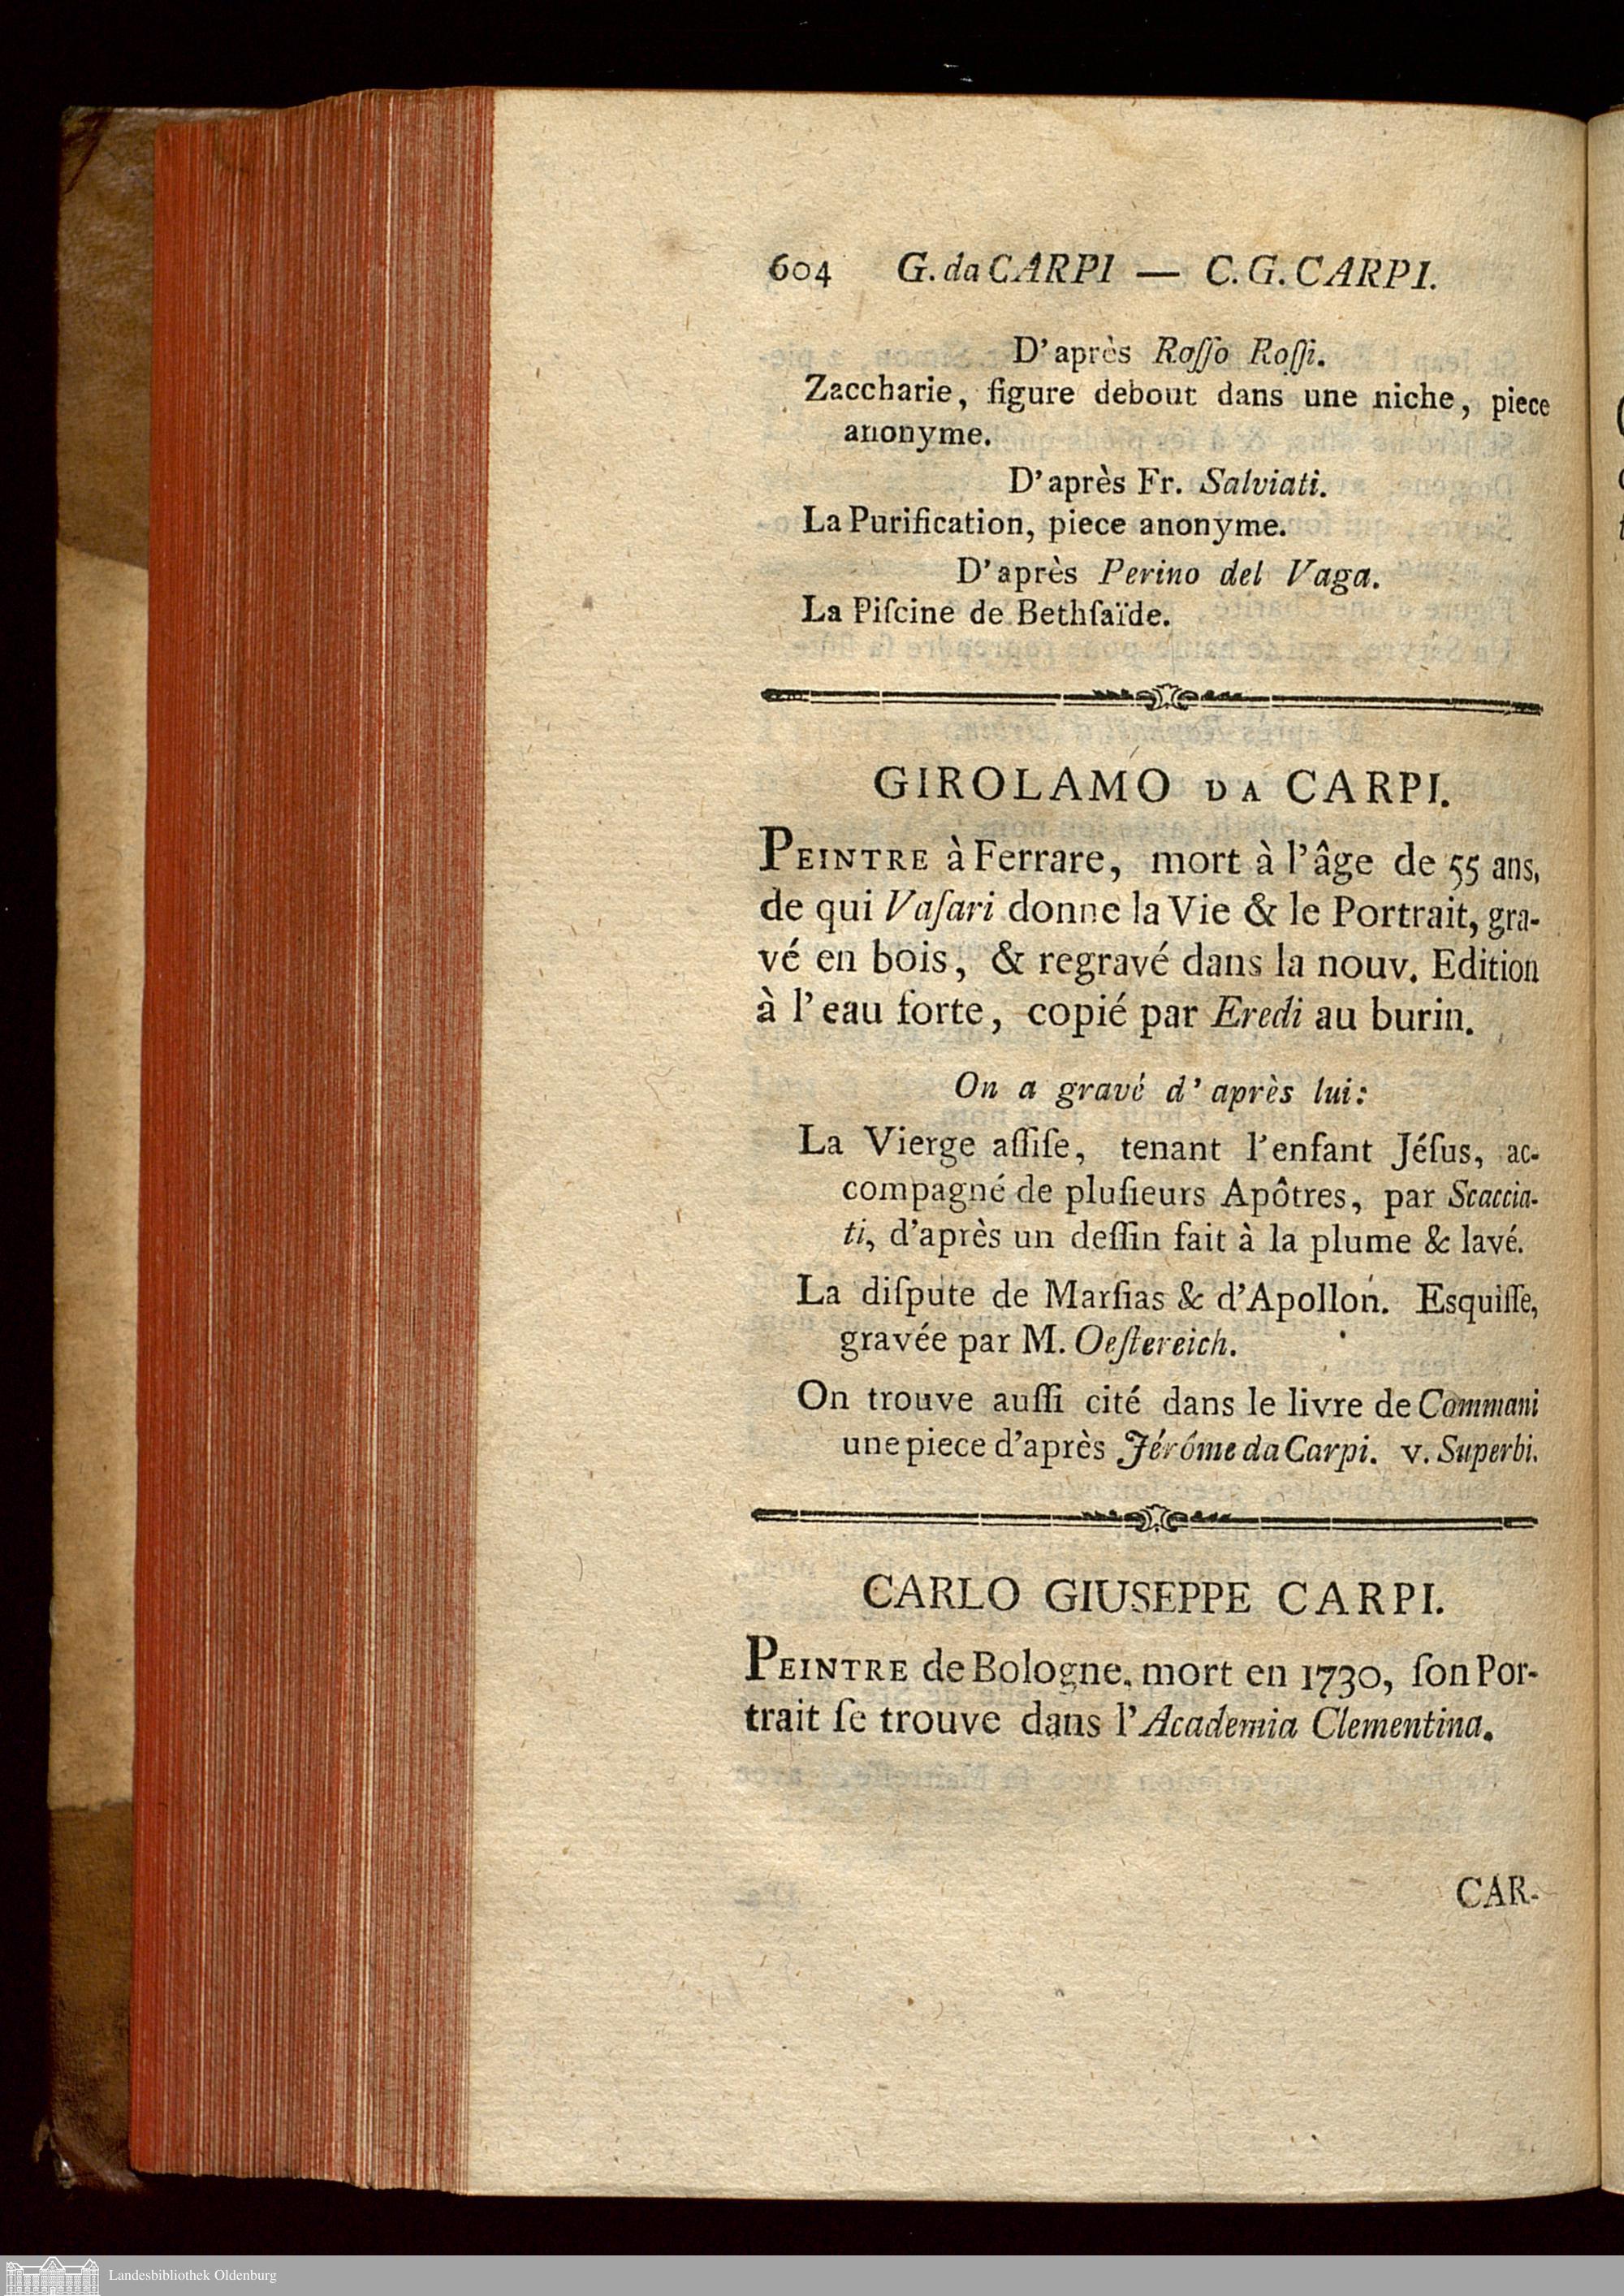 604 G. da CARPI — C. G. CARPI.
D'après Raſſo Roſſi.
Zaccharie, figure debout dans une niche, piece
anonyme.
D'après Fr. Salviati.
La Purification, piece anonyme.
D'après Perino del Vaga.
La Piſcine de Bethſaïde.
GIROLAMO DA CARPI.
PEINTRE à Ferrare, mort à l'âge de 55 ans,
de qui Vaſari donne la Vie & le Portrait, gra-
vé en bois, & regravé dans la nouv. Edition
à l'eau forte, copié par Eredi au burin.
On a gravé d'après lui:
La Vierge aſſiſe, tenant l'enfant Jéſus, ac-
compagné de pluſieurs Apôtres, par Scaccia-
ti, d'après un deſſin fait à la plume & lavé.
La diſpute de Marſias & d'Apollon. Esquiſſe,
gravée par M. Oeſtereich.
On trouve auſſi cité dans le livre de Commani
une piece d'après Jérôme da Carpi. v. Superbi.
CARLO GIUSEPPE CARPI.
PEINTRE de Bologne, mort en 1730, ſon Por-
trait ſe trouve dans l'Academia Clementina.
CAR-
Landesbibliothek Oldenburg